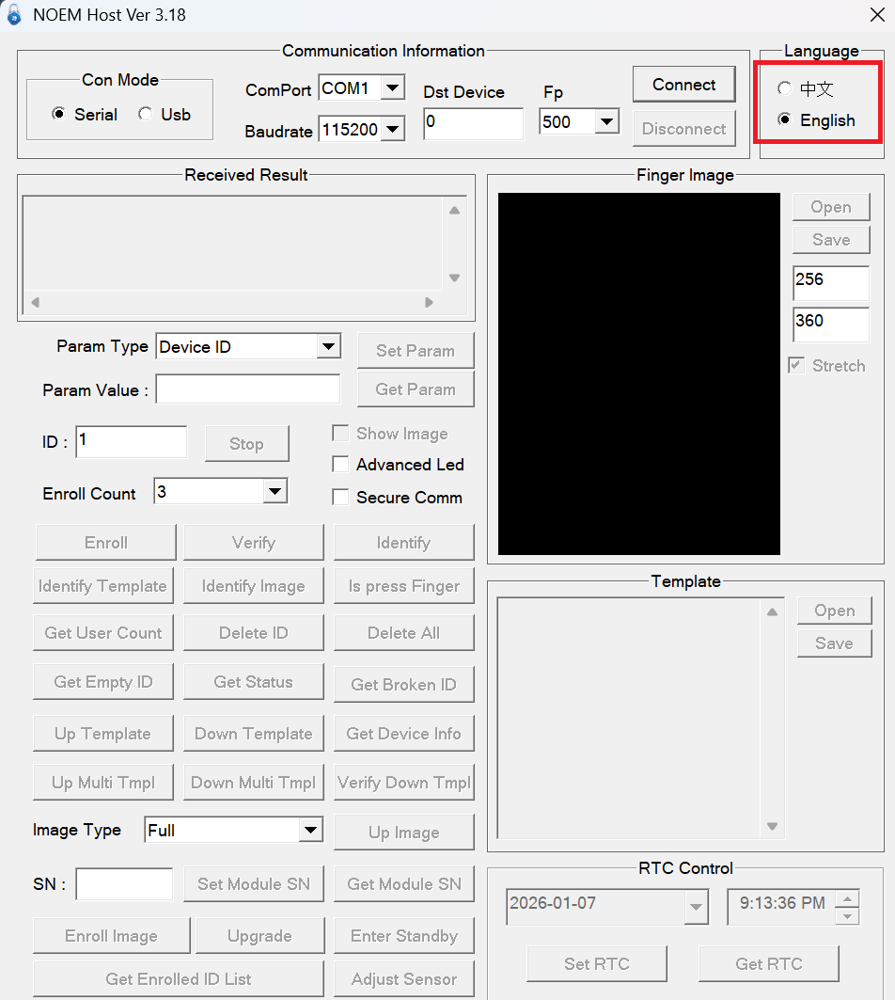 NOEM Host Ver 3.18
Communication Information
Con Mode
Serial
Usb
ComPort
COM1
Baudrate
115200
Dst Device
0
Fp
500
Connect
Disconnect
Language
中文
English
Received Result
Param Type
Device ID
Set Param
Param Value :
Get Param
ID :
1
Stop
Show Image
Advanced Led
Enroll Count
3
Secure Comm
Enroll
Verify
Identify
Identify Template
Identify Image
Is press Finger
Get User Count
Delete ID
Delete All
Get Empty ID
Get Status
Get Broken ID
Up Template
Down Template
Get Device Info
Up Multi Tmpl
Down Multi Tmpl
Verify Down Tmpl
Image Type
Full
Up Image
SN :
Set Module SN
Get Module SN
Enroll Image
Upgrade
Enter Standby
Get Enrolled ID List
Adjust Sensor
Finger Image
Open
Save
256
360
Stretch
Template
Open
Save
RTC Control
2026-01-07
9:13:36 PM
Set RTC
Get RTC